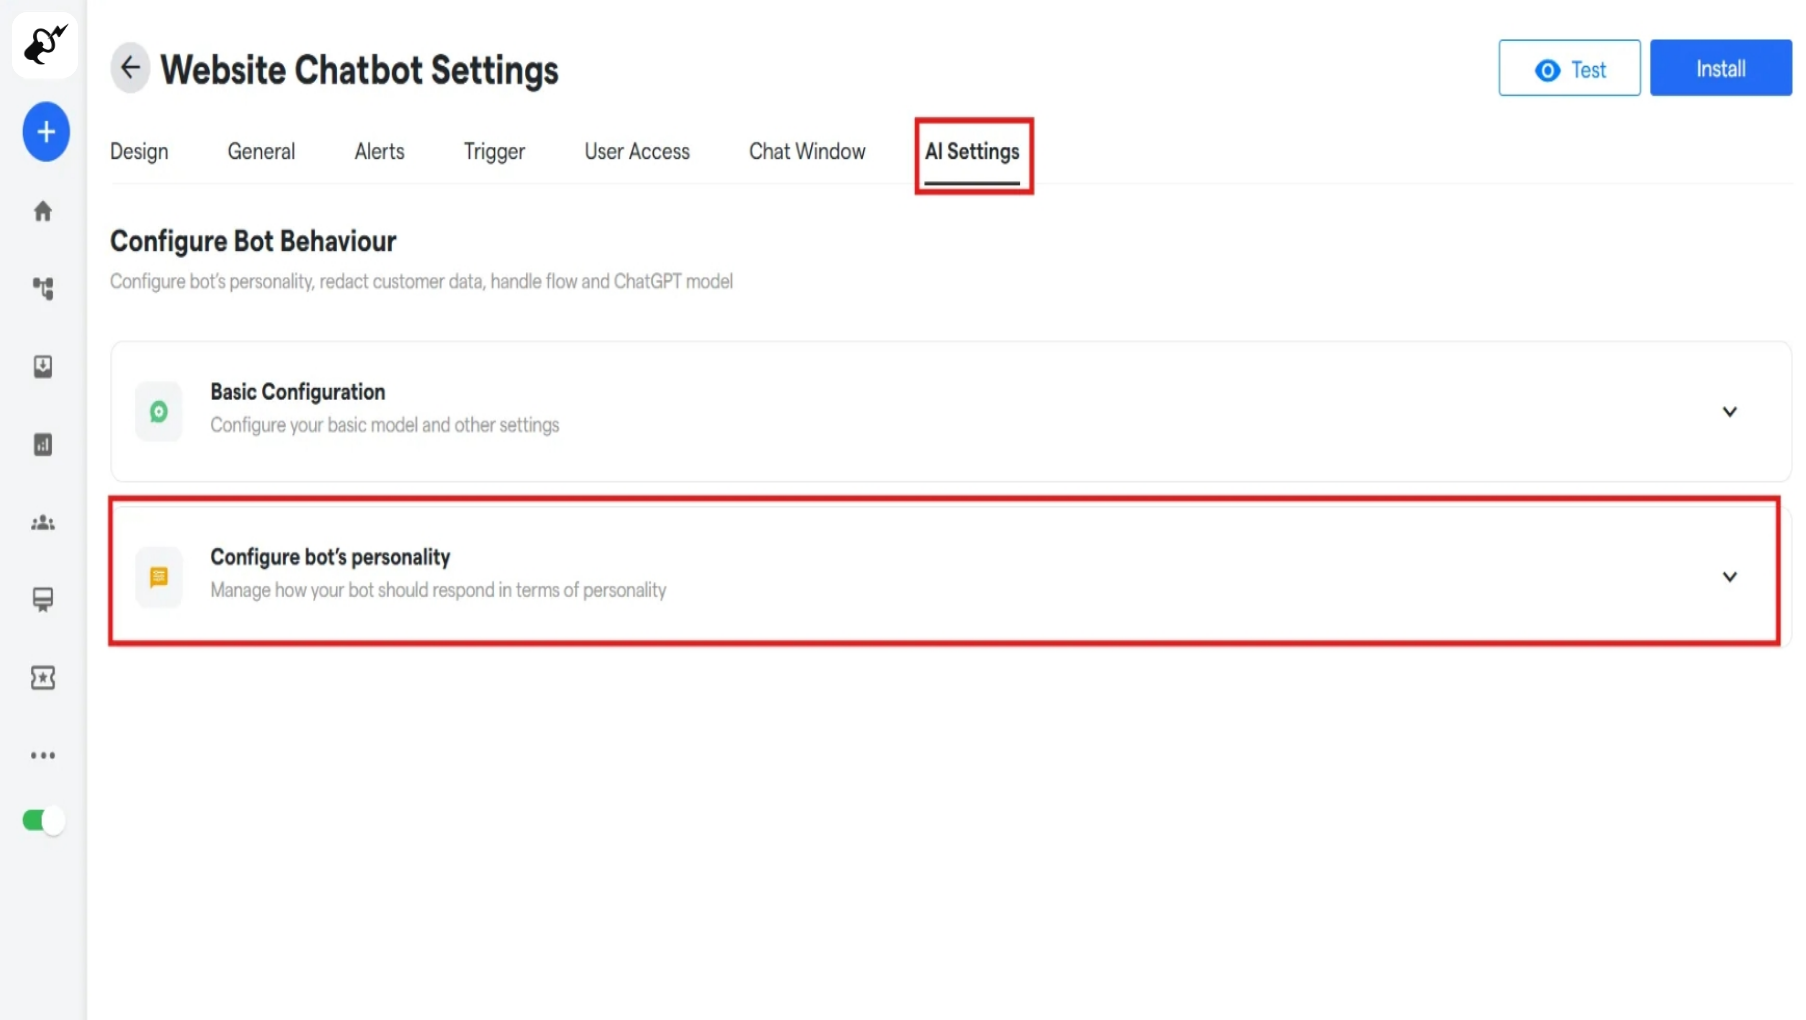 Website Chatbot Settings
Test
Install
Design
General
Alerts
Trigger
User Access
Chat Window
AI Settings
Configure Bot Behaviour
Configure bot's personality, redact customer data, handle flow and ChatGPT model
Basic Configuration
Configure your basic model and other settings
Configure bot's personality
Manage how your bot should respond in terms of personality